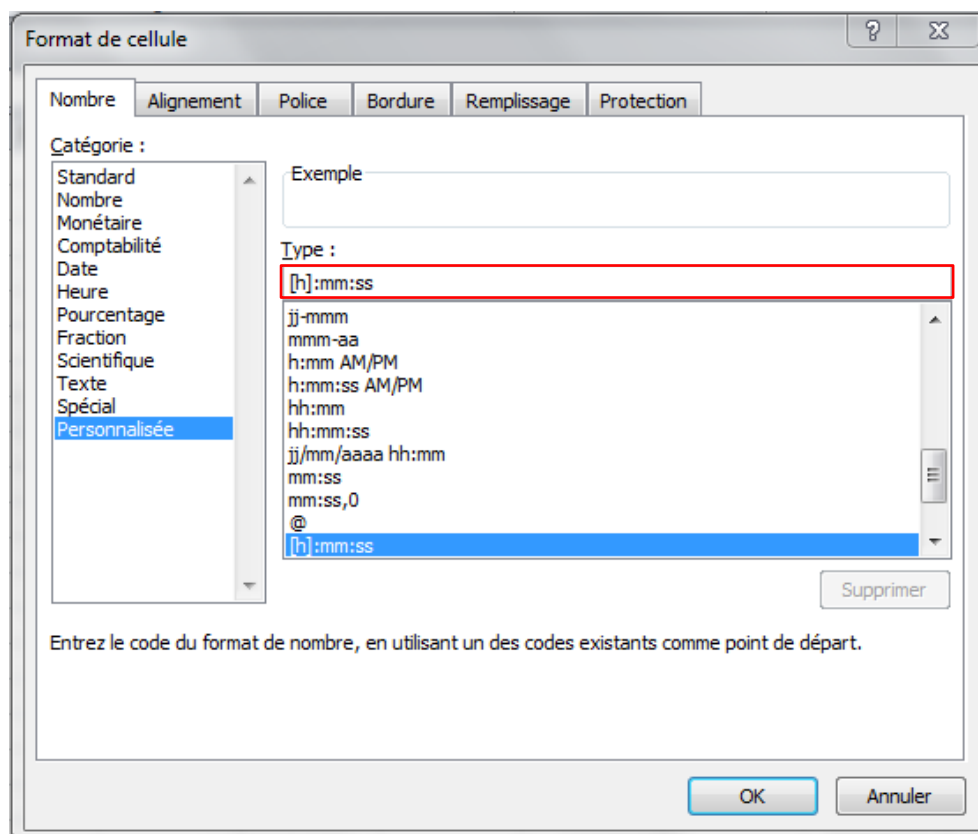 Format de cellule
Nombre Alignement Police Bordure Remplissage Protection
Catégorie :
Standard
Nombre
Monétaire
Comptabilité
Date
Heure
Pourcentage
Fraction
Scientifique
Texte
Spécial
Personnalisée
Exemple
Type :
[h]:mm:ss
jj-mmm
mmm-aa
h:mm AM/PM
h:mm:ss AM/PM
hh:mm
hh:mm:ss
jj/mm/aaaa hh:mm
mm:ss
mm:ss,0
@
[h]:mm:ss
Supprimer
Entrez le code du format de nombre, en utilisant un des codes existants comme point de départ.
OK Annuler